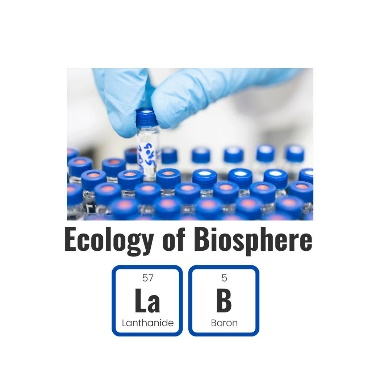 Ecology of Biosphere
57 5
La B
Lanthanide Boron